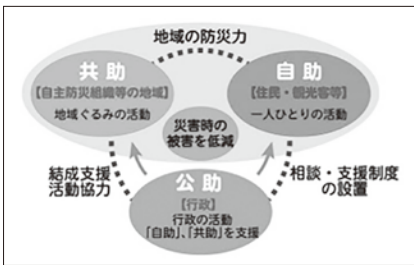 地域の防災力
共助
【自主防災組織等の地域】
地域ぐるみの活動
自助
【住民・観光客等】
一人ひとりの活動
災害時の
被害を低減
結成支援
活動協力
公助
【行政】
行政の活動
「自助」、「共助」を支援
相談・支援制度
の設置